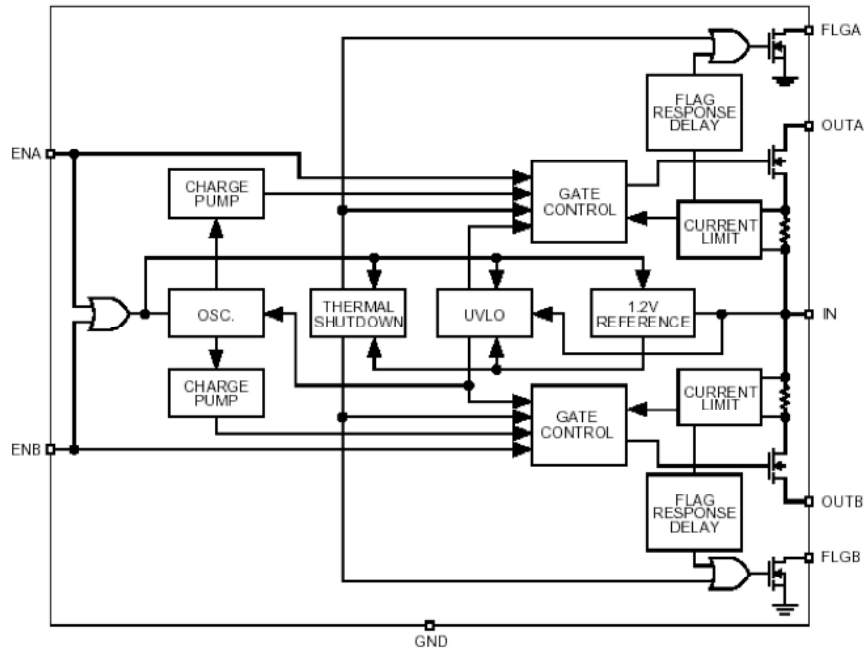 FLGA
FLAG
RESPONSE
DELAY
OUTA
ENA
CHARGE
PUMP
GATE
CONTROL
CURRENT
LIMIT
OSC.
THERMAL
SHUTDOWN
UVLO
1.2V
REFERENCE
IN
CHARGE
PUMP
GATE
CONTROL
CURRENT
LIMIT
ENB
FLAG
RESPONSE
DELAY
OUTB
FLGB
GND